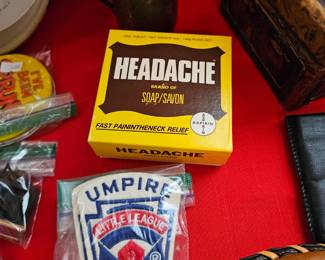 HEADACHE
BRAND OF
SOAP/SAVON
FAST PAININTHENECK RELIEF
HEADACHE
UMPIRE
LITTLE LEAGUE
®